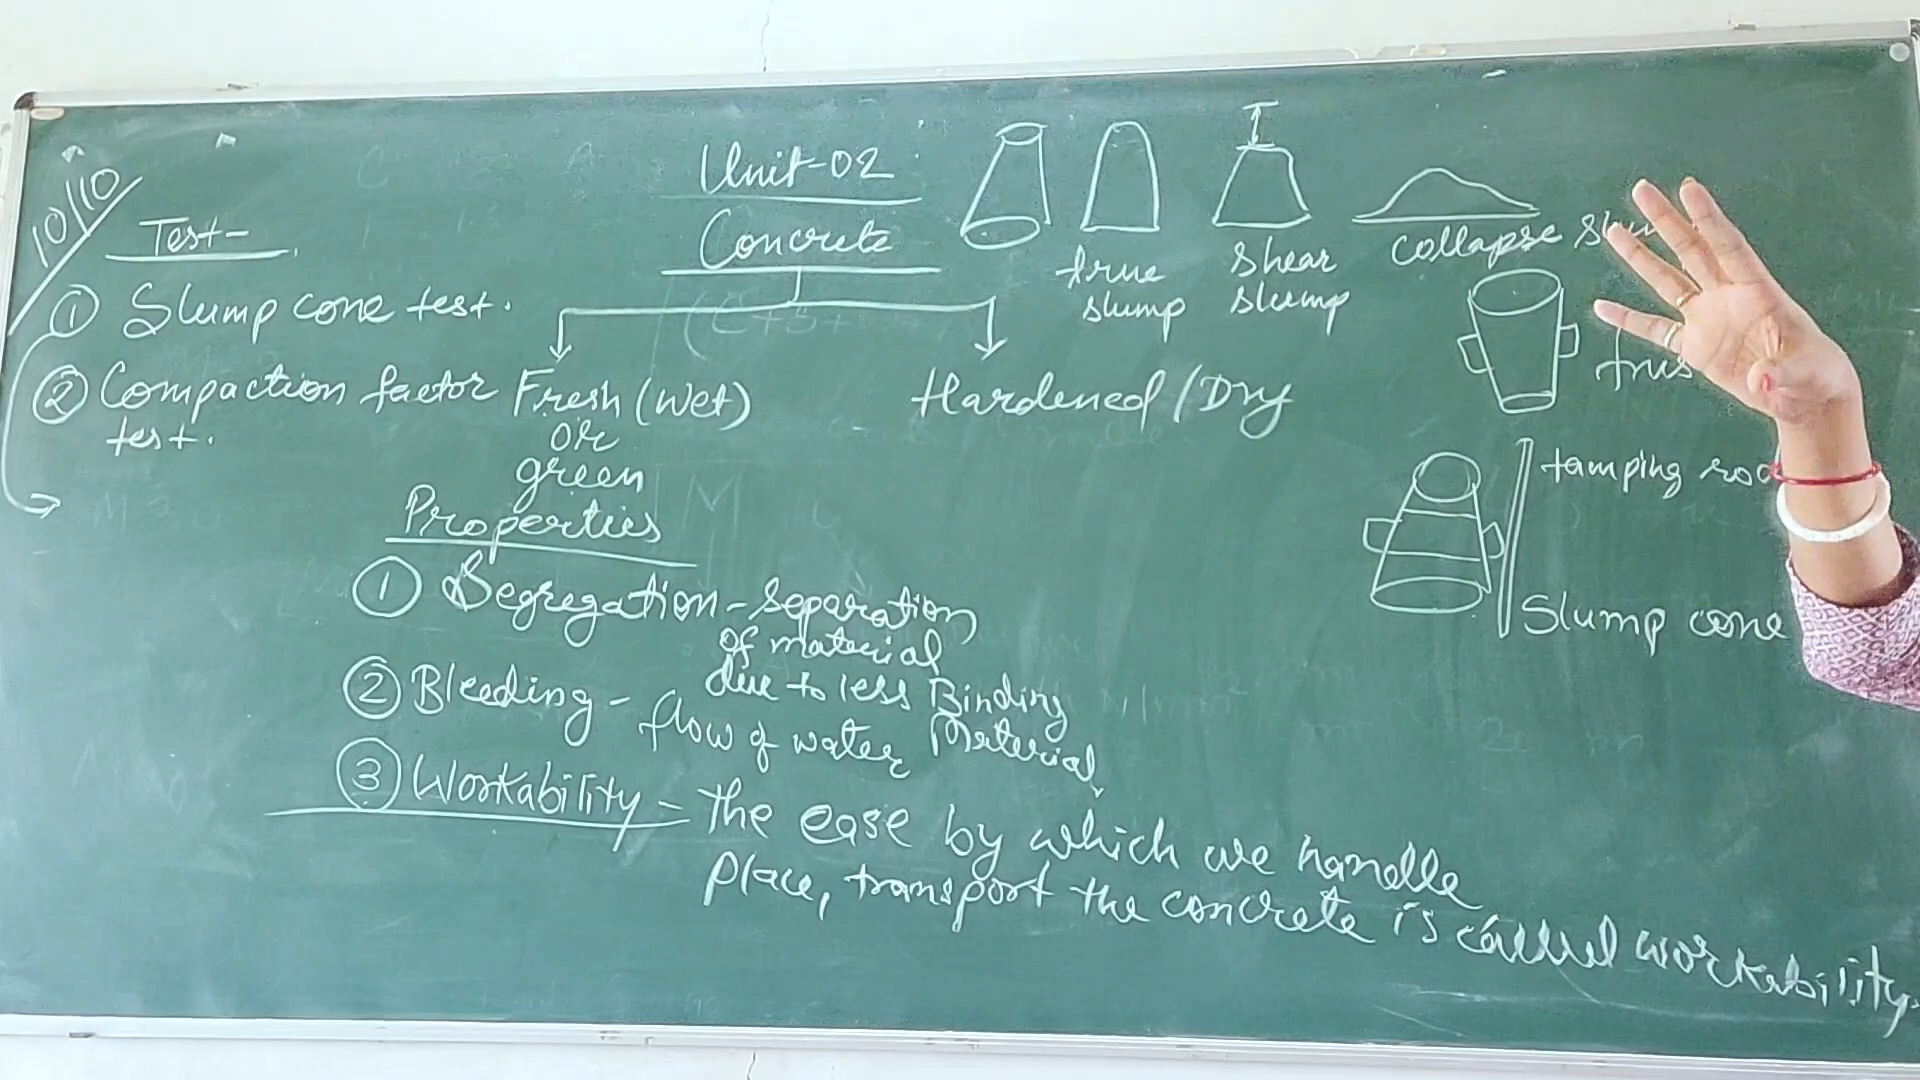 10/10
Test-
① Slump cone test.
② Compaction factor
test.
Unit-02
Concrete
Fresh (Wet)
or
green
Hardened / Dry
Properties
① Segregation - separation
of material
due to less Binding
Material
② Bleeding - flow of water
③ Workability - The ease by which we handle
Place, transport the concrete is called workability.
true
slump
shear
slump
collapse
tamping
Slump cone